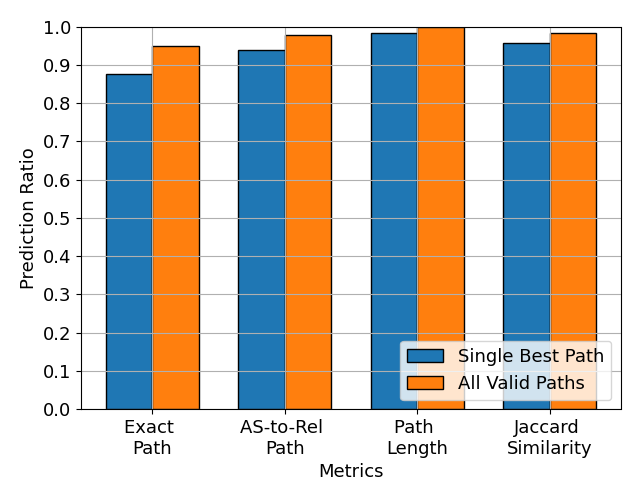 1.0
0.9
0.8
0.7
0.6
0.5
0.4
0.3
0.2
0.1
0.0
Prediction Ratio
Single Best Path
All Valid Paths
Exact
Path
AS-to-Rel
Path
Path
Length
Jaccard
Similarity
Metrics